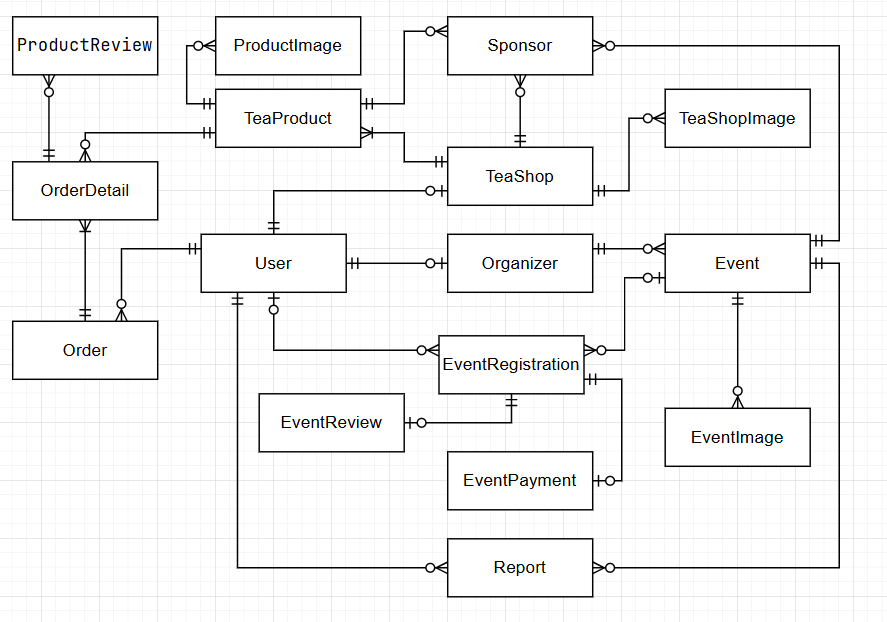 ProductReview
ProductImage
Sponsor
TeaProduct
TeaShopImage
OrderDetail
TeaShop
User
Organizer
Event
Order
EventRegistration
EventReview
EventImage
EventPayment
Report